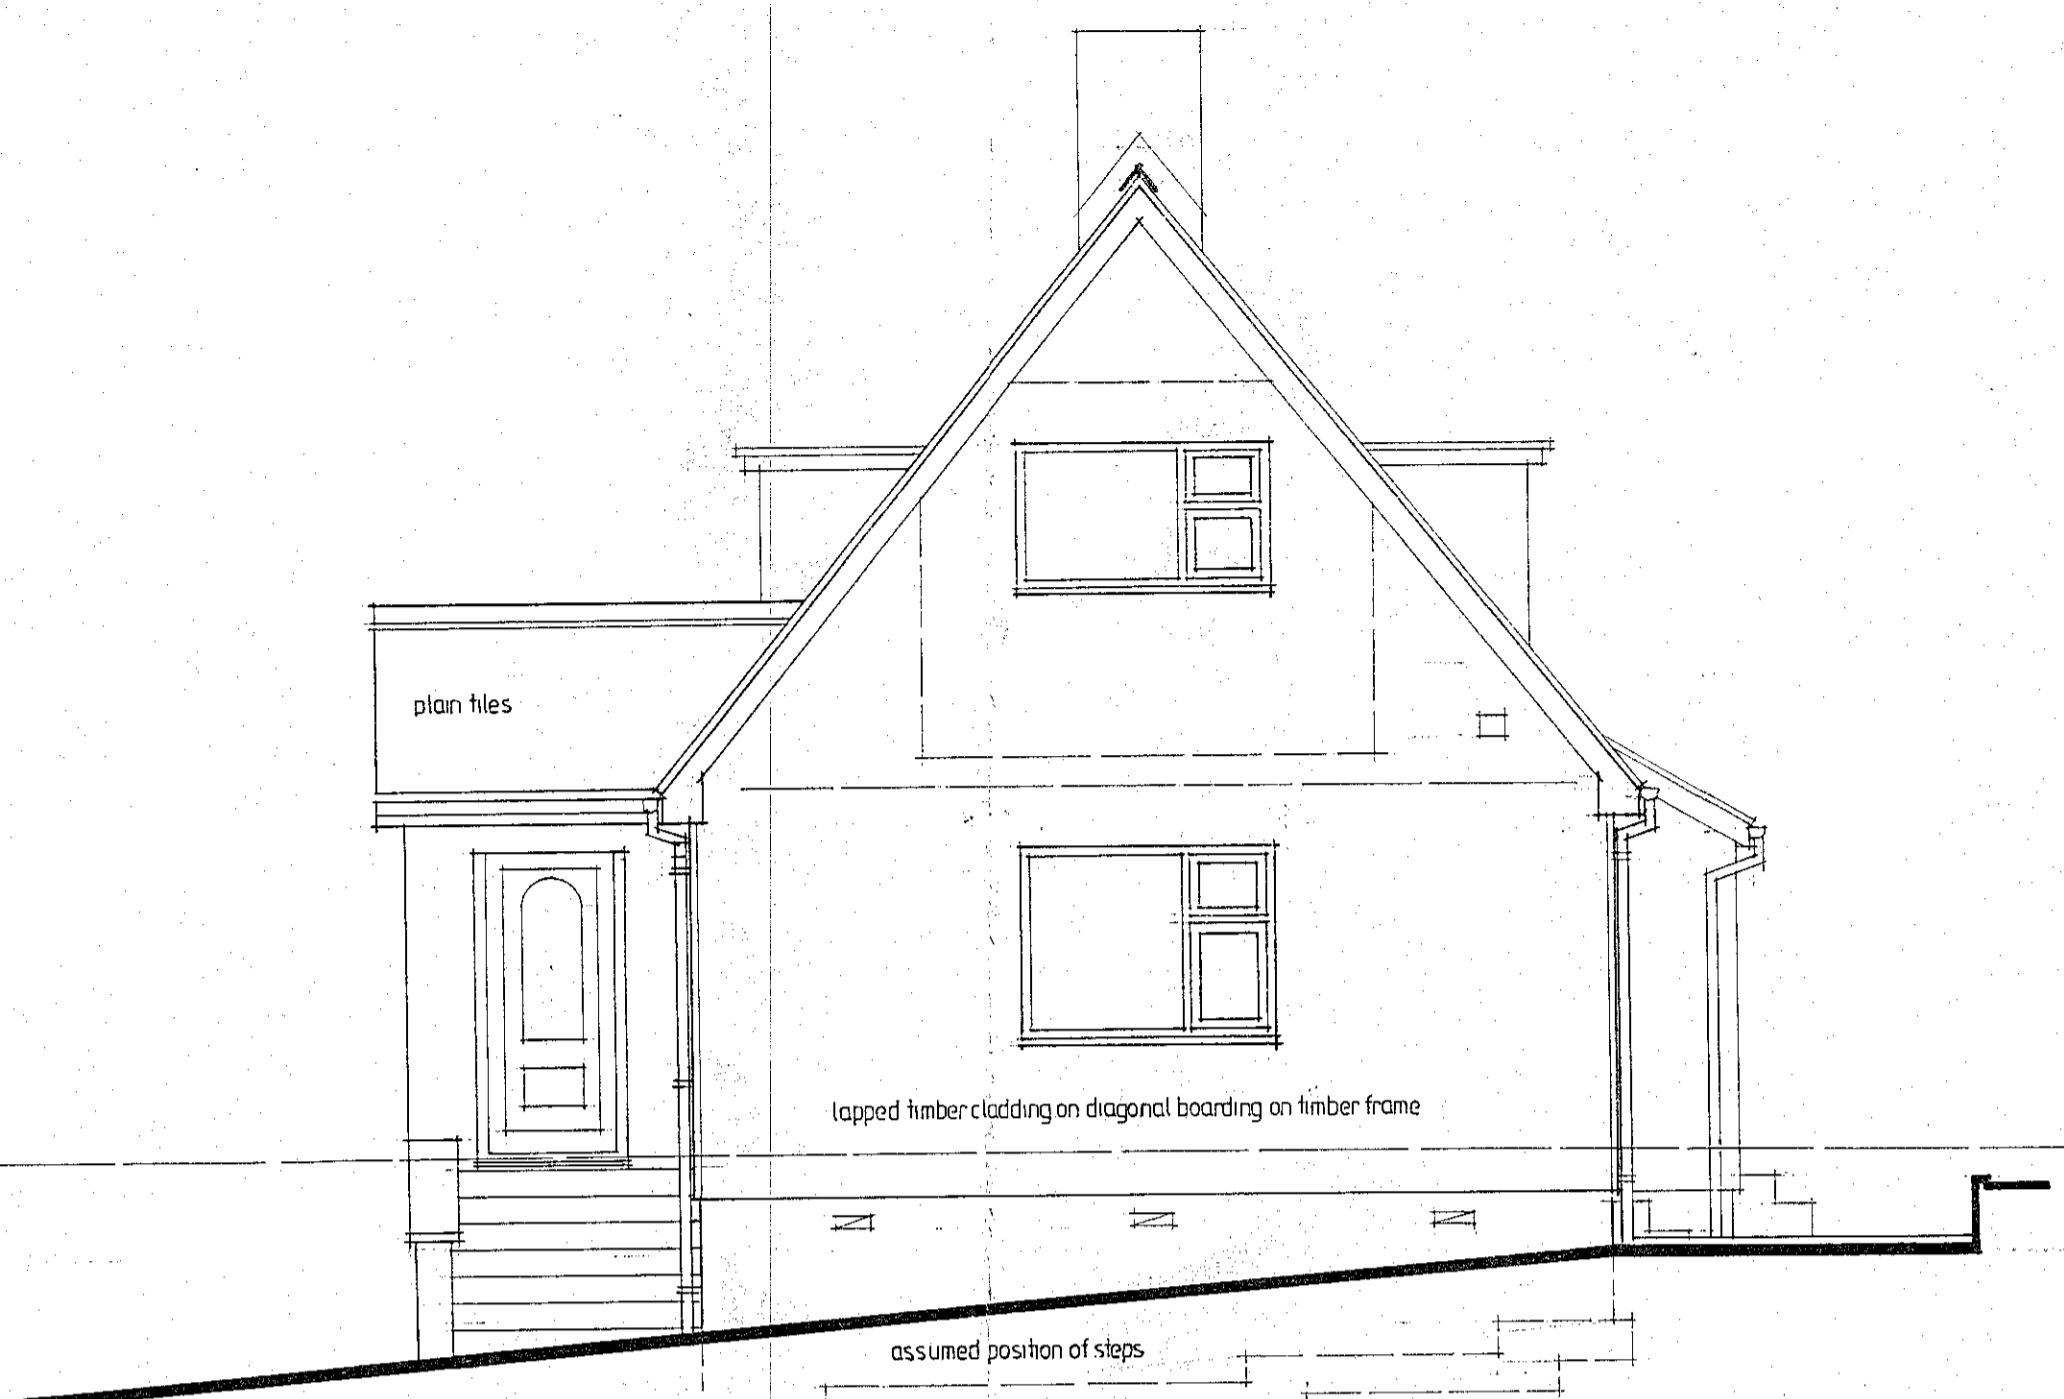 plain tiles
lapped timber cladding on diagonal boarding on timber frame
assumed position of steps